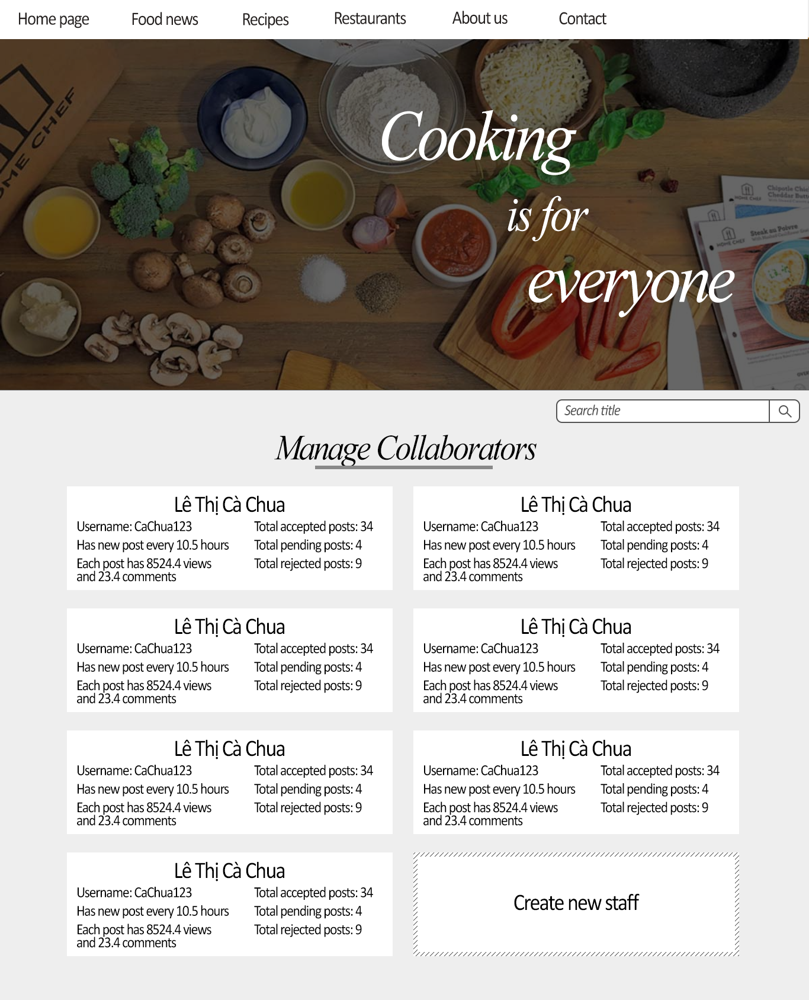 Home page Food news Recipes Restaurants About us Contact
HOME CHEF
Cooking
is for
everyone
HOME CHEF
Chipotle
Cheddar
HOME CHEF
Steak au Poivre
Search title
Manage Collaborators
Lê Thị Cà Chua
Username: CaChua123 Total accepted posts: 34
Has new post every 10.5 hours Total pending posts: 4
Each post has 8524.4 views Total rejected posts: 9
and 23.4 comments
Lê Thị Cà Chua
Username: CaChua123 Total accepted posts: 34
Has new post every 10.5 hours Total pending posts: 4
Each post has 8524.4 views Total rejected posts: 9
and 23.4 comments
Lê Thị Cà Chua
Username: CaChua123 Total accepted posts: 34
Has new post every 10.5 hours Total pending posts: 4
Each post has 8524.4 views Total rejected posts: 9
and 23.4 comments
Lê Thị Cà Chua
Username: CaChua123 Total accepted posts: 34
Has new post every 10.5 hours Total pending posts: 4
Each post has 8524.4 views Total rejected posts: 9
and 23.4 comments
Lê Thị Cà Chua
Username: CaChua123 Total accepted posts: 34
Has new post every 10.5 hours Total pending posts: 4
Each post has 8524.4 views Total rejected posts: 9
and 23.4 comments
Lê Thị Cà Chua
Username: CaChua123 Total accepted posts: 34
Has new post every 10.5 hours Total pending posts: 4
Each post has 8524.4 views Total rejected posts: 9
and 23.4 comments
Lê Thị Cà Chua
Username: CaChua123 Total accepted posts: 34
Has new post every 10.5 hours Total pending posts: 4
Each post has 8524.4 views Total rejected posts: 9
and 23.4 comments
Create new staff